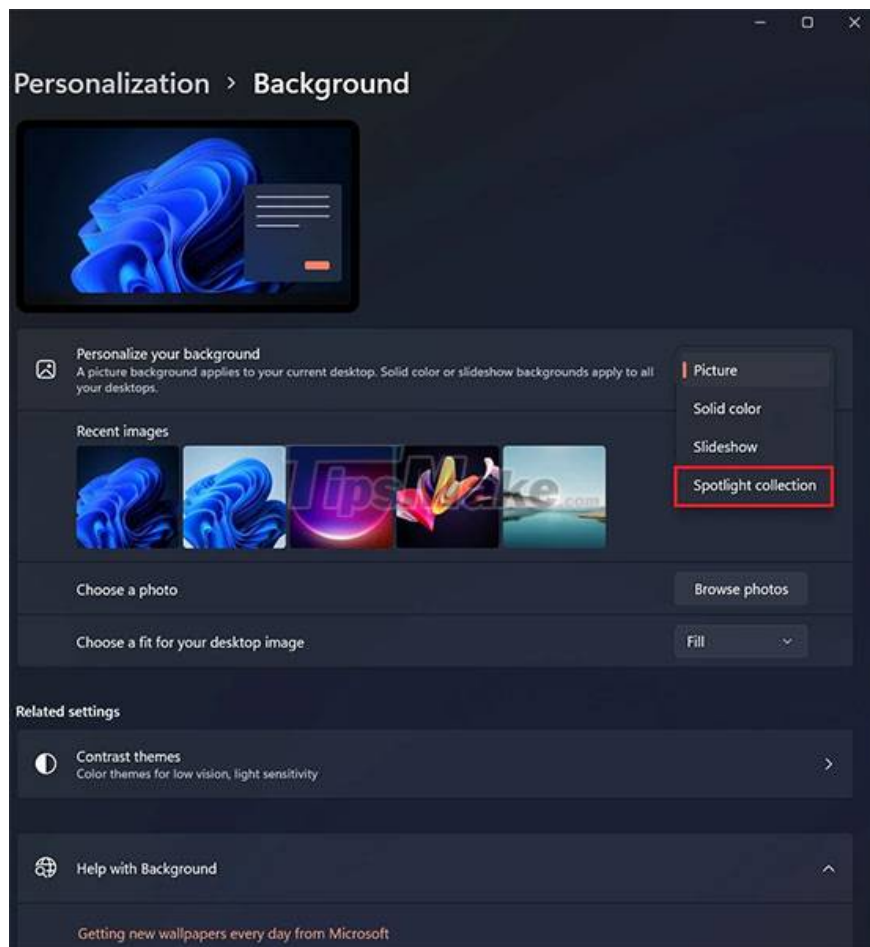 Personalization > Background
Personalize your background
A picture background applies to your current desktop. Solid color or slideshow backgrounds apply to all
your desktops.
Picture
Solid color
Slideshow
Spotlight collection
Recent images
TipsMake.com
Choose a photo
Browse photos
Choose a fit for your desktop image
Fill
Related settings
Contrast themes
Color themes for low vision, light sensitivity
Help with Background
Getting new wallpapers every day from Microsoft